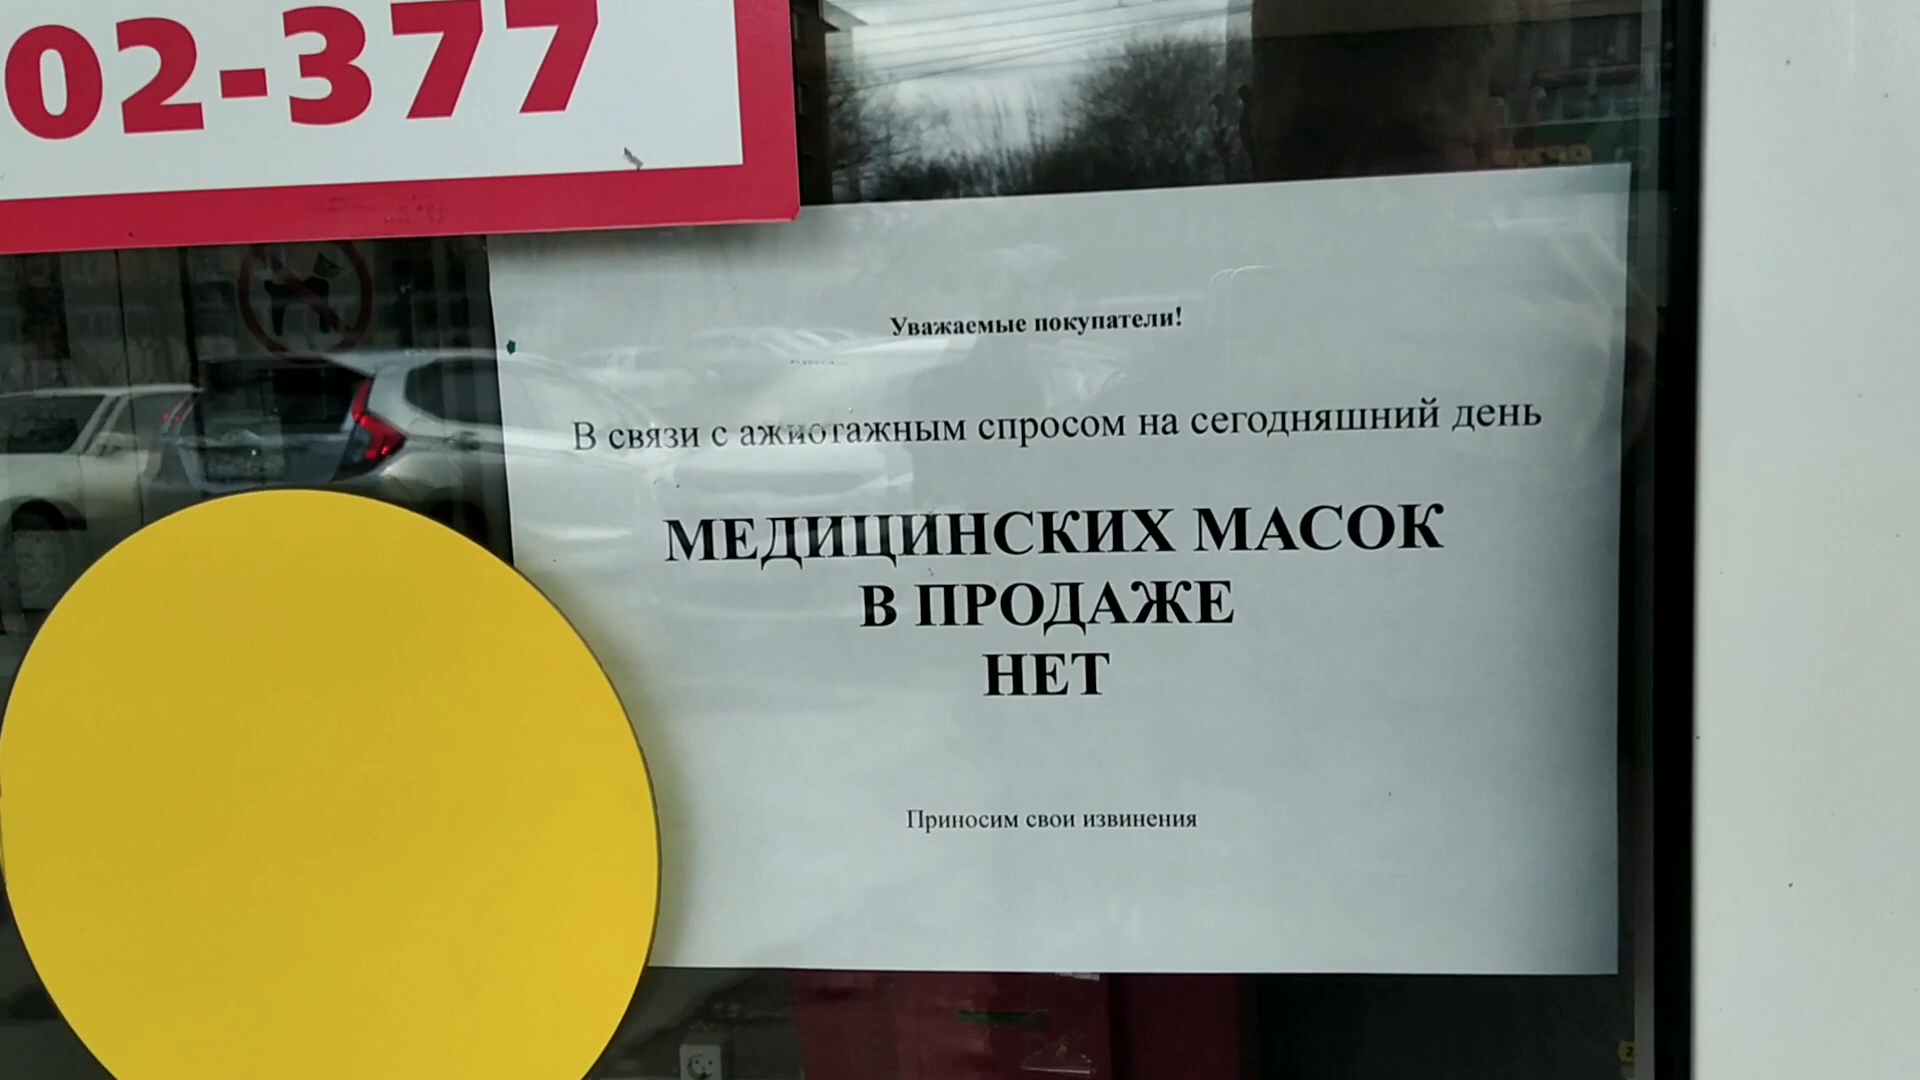 02-377
Уважаемые покупатели!
В связи с ажиотажным спросом на сегодняшний день
МЕДИЦИНСКИХ МАСОК
В ПРОДАЖЕ
НЕТ
Приносим свои извинения